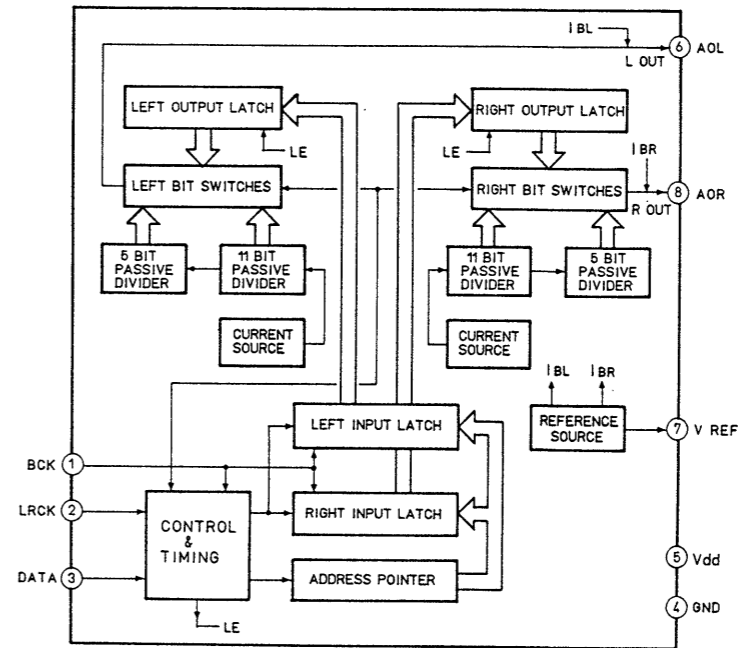 I BL
6 AOL
L OUT
LEFT OUTPUT LATCH
RIGHT OUTPUT LATCH
LE
LE
I BR
LEFT BIT SWITCHES
RIGHT BIT SWITCHES
8 AOR
R OUT
5 BIT
PASSIVE
DIVIDER
11 BIT
PASSIVE
DIVIDER
11 BIT
PASSIVE
DIVIDER
5 BIT
PASSIVE
DIVIDER
CURRENT
SOURCE
CURRENT
SOURCE
I BL
I BR
LEFT INPUT LATCH
REFERENCE
SOURCE
7 V REF
BCK 1
LRCK 2
RIGHT INPUT LATCH
CONTROL
&
TIMING
5 Vdd
DATA 3
ADDRESS POINTER
4 GND
LE